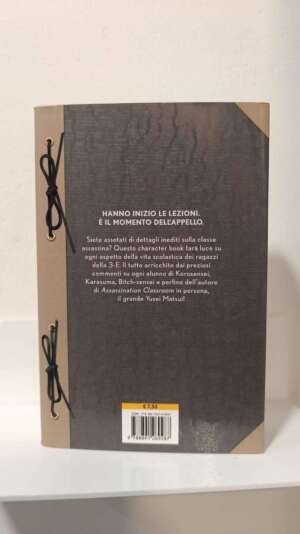 HANNO INIZIO LE LEZIONI.
È IL MOMENTO DELL'APPELLO.
Siete assetati di dettagli inediti sulla classe
assassina? Questo character book farà luce su
ogni aspetto della vita scolastica dei ragazzi
della 3-E. Il tutto arricchito dai preziosi
commenti su ogni alunno di Korosensei,
Karasuma, Bitch-sensei e perfino dell'autore
di Assassination Classroom in persona,
il grande Yusei Matsui!
€ 7,50